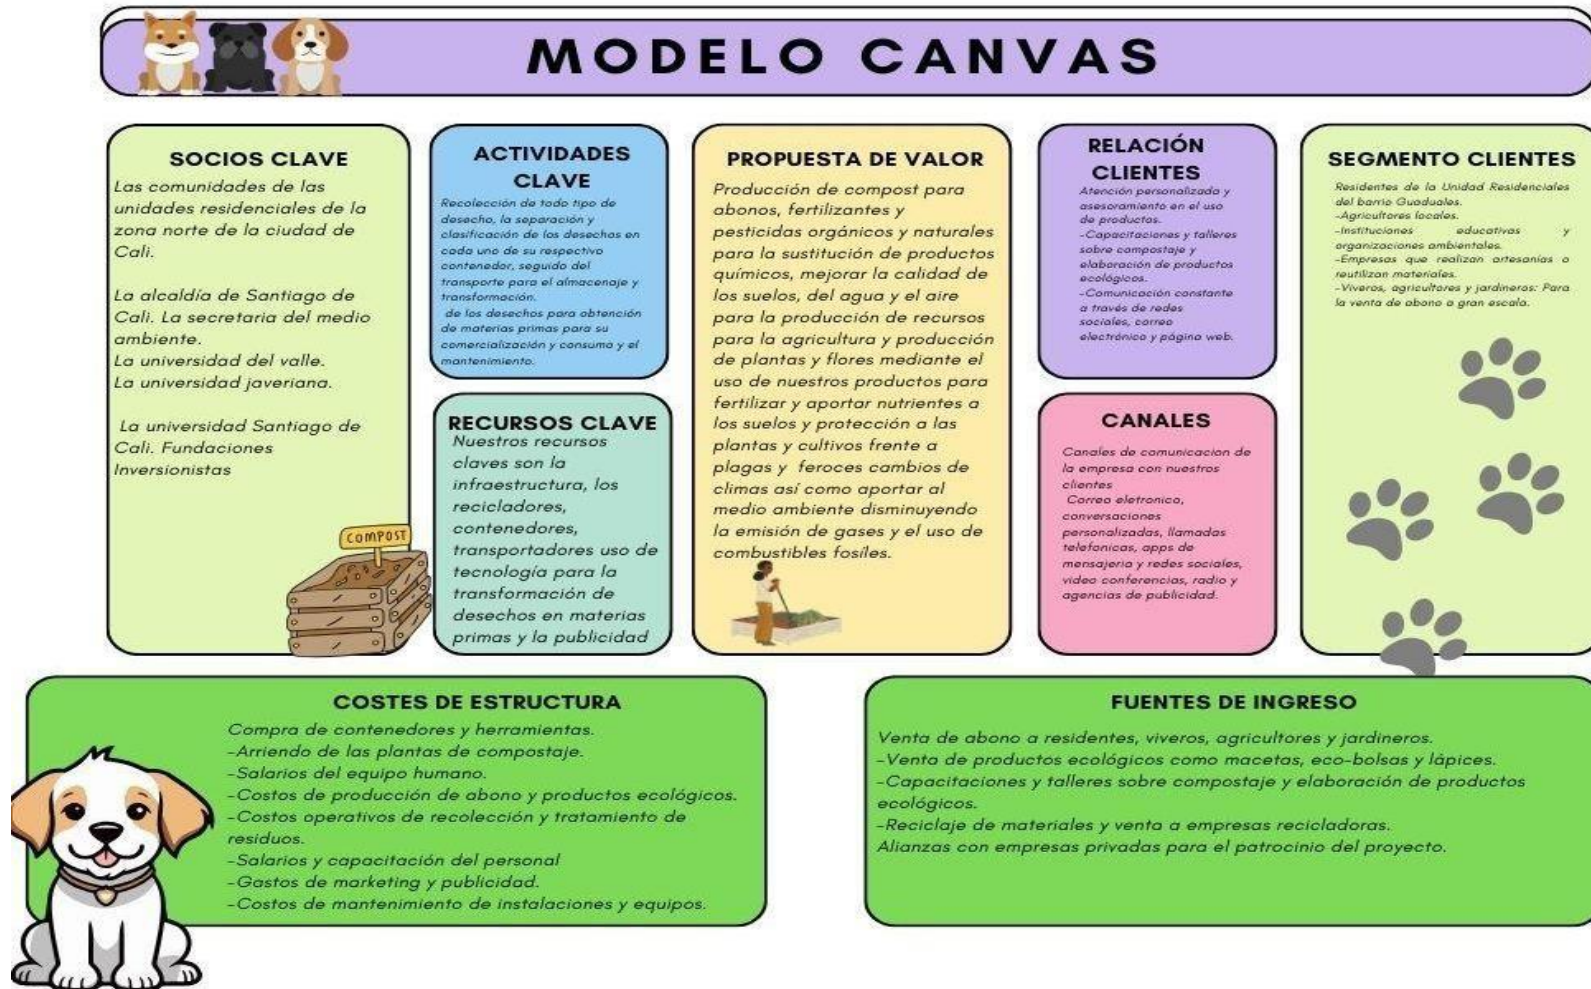 MODELO CANVAS
SOCIOS CLAVE
Las comunidades de las
unidades residenciales de la
zona norte de la ciudad de
Cali.
La alcaldía de Santiago de
Cali. La secretaria del medio
ambiente.
La universidad del valle.
La universidad javeriana.
La universidad Santiago de
Cali. Fundaciones
Inversionistas
COMPOST
ACTIVIDADES
CLAVE
Recolección de todo tipo de
desecho, la separación y
clasificación de los desechos en
cada uno de su respectivo
contenedor, seguido del
transporte para el almacenaje y
transformación.
de los desechos para obtención
de materias primas para su
comercialización y consumo y el
mantenimiento.
RECURSOS CLAVE
Nuestros recursos
claves son la
infraestructura, los
recicladores,
contenedores,
transportadores uso de
tecnología para la
transformación de
desechos en materias
primas y la publicidad
PROPUESTA DE VALOR
Producción de compost para
abonos, fertilizantes y
pesticidas orgánicos y naturales
para la sustitución de productos
químicos, mejorar la calidad de
los suelos, del agua y el aire
para la producción de recursos
para la agricultura y producción
de plantas y flores mediante el
uso de nuestros productos para
fertilizar y aportar nutrientes a
los suelos y protección a las
plantas y cultivos frente a
plagas y feroces cambios de
climas así como aportar al
medio ambiente disminuyendo
la emisión de gases y el uso de
combustibles fosíles.
RELACIÓN
CLIENTES
Atención personalizada y
asesoramiento en el uso
de productos.
-Capacitaciones y talleres
sobre compostaje y
elaboración de productos
ecológicos.
-Comunicación constante
a través de redes
sociales, correo
electrónico y página web.
CANALES
Canales de comunicacion de
la empresa con nuestros
clientes
Correo eletronico,
conversaciones
personalizadas, llamadas
telefonicas, apps de
mensajeria y redes sociales,
video conferencias, radio y
agencias de publicidad.
SEGMENTO CLIENTES
Residentes de la Unidad Residenciales
del barrio Guaduales.
-Agricultores locales.
-Instituciones educativas y
organizaciones ambientales.
-Empresas que realizan artesanías o
reutilizan materiales.
-Viveros, agricultores y jardineros: Para
la venta de abono a gran escala.
COSTES DE ESTRUCTURA
Compra de contenedores y herramientas.
-Arriendo de las plantas de compostaje.
-Salarios del equipo humano.
-Costos de producción de abono y productos ecológicos.
-Costos operativos de recolección y tratamiento de
residuos.
-Salarios y capacitación del personal
-Gastos de marketing y publicidad.
-Costos de mantenimiento de instalaciones y equipos.
FUENTES DE INGRESO
Venta de abono a residentes, viveros, agricultores y jardineros.
-Venta de productos ecológicos como macetas, eco-bolsas y lápices.
-Capacitaciones y talleres sobre compostaje y elaboración de productos
ecológicos.
-Reciclaje de materiales y venta a empresas recicladoras.
Alianzas con empresas privadas para el patrocinio del proyecto.